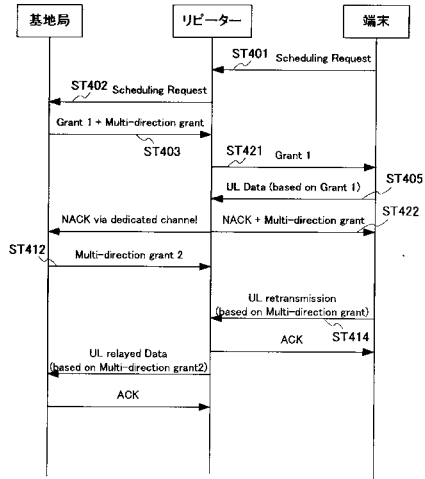 基地局
リピーター
端末
ST401
Scheduling Request
ST402
Scheduling Request
Grant 1 + Multi-direction grant
ST403
ST421
Grant 1
ST405
UL Data (based on Grant 1)
NACK via dedicated channel
NACK + Multi-direction grant
ST422
ST412
Multi-direction grant 2
UL retransmission
(based on Multi-direction grant)
ST414
ACK
UL relayed Data
(based on Multi-direction grant2)
ACK